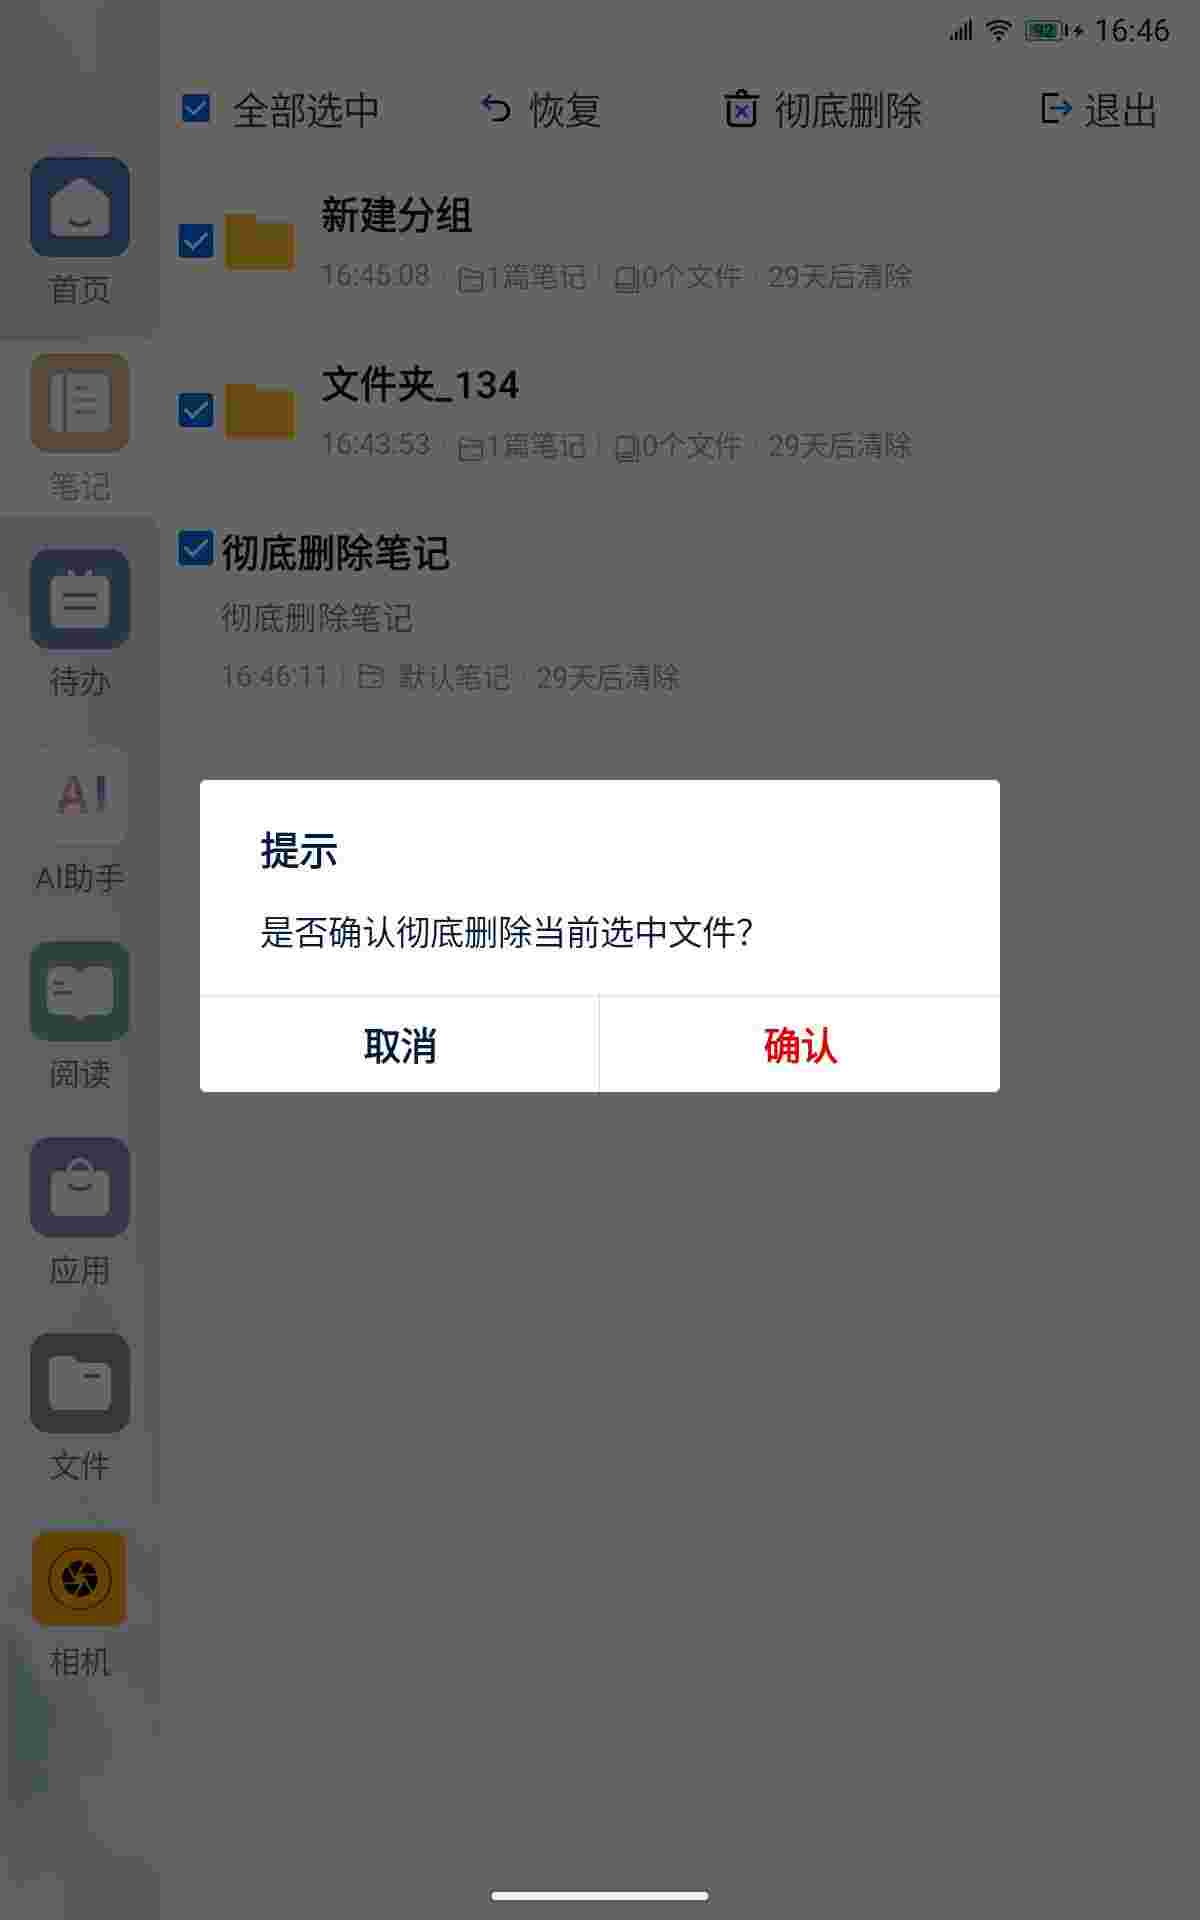 92 16:46
全部选中 恢复 彻底删除 退出
新建分组
16:45:08 1篇笔记 0个文件 29天后清除
文件夹_134
16:43:53 1篇笔记 0个文件 29天后清除
彻底删除笔记
彻底删除笔记
16:46:11 默认笔记 29天后清除
首页
笔记
待办
AI
AI助手
阅读
应用
文件
相机
提示
是否确认彻底删除当前选中文件?
取消 确认